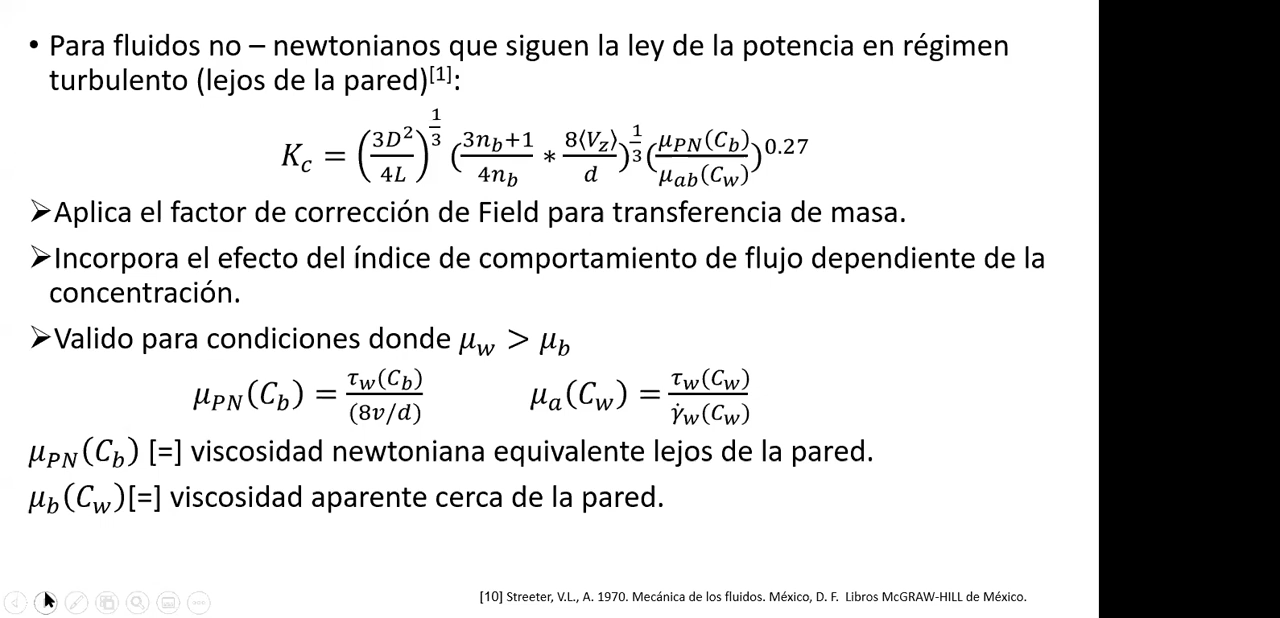 • Para fluidos no – newtonianos que siguen la ley de la potencia en régimen
turbulento (lejos de la pared)[1]:
K_c = (3D²/4L)^(1/3) (3n_b+1/4n_b * 8⟨V_z⟩/d)^(1/3) (μ_PN(C_b)/μ_ab(C_w))^0.27
➢Aplica el factor de corrección de Field para transferencia de masa.
➢Incorpora el efecto del índice de comportamiento de flujo dependiente de la
concentración.
➢Valido para condiciones donde μ_w > μ_b
μ_PN(C_b) = τ_w(C_b)/(8v/d) μ_a(C_w) = τ_w(C_w)/γ̇_w(C_w)
μ_PN(C_b) [=] viscosidad newtoniana equivalente lejos de la pared.
μ_b(C_w)[=] viscosidad aparente cerca de la pared.
[10] Streeter, V.L., A. 1970. Mecánica de los fluidos. México, D. F. Libros McGRAW-HILL de México.